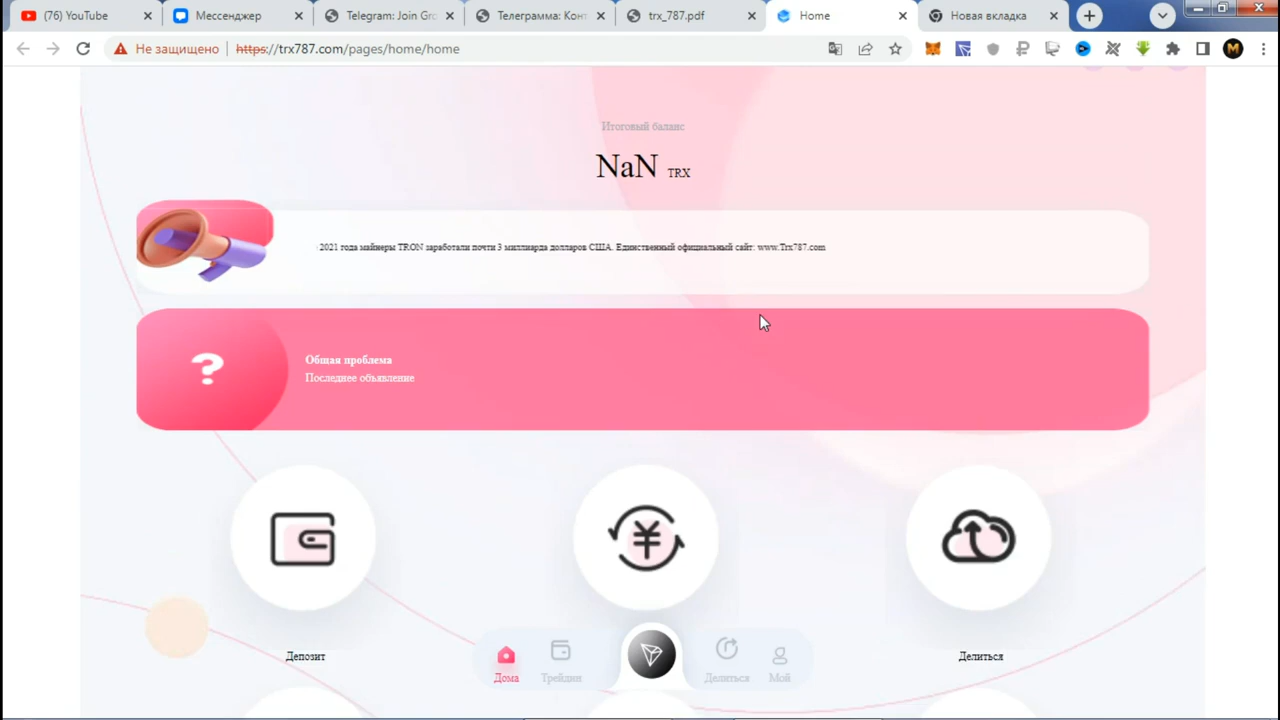 (76) YouTube
Мессенджер
Telegram: Join Gro
Телеграмма: Конт
trx_787.pdf
Home
Новая вкладка
Не защищено
https://trx787.com/pages/home/home
M
Итоговый баланс
NaN TRX
2021 года майнеры TRON заработали почти 3 миллиарда долларов США. Единственный официальный сайт: www.Trx787.com
?
Общая проблема
Последнее объявление
¥
Депозит
Делиться
Дома
Трейдин
Делиться
Мой